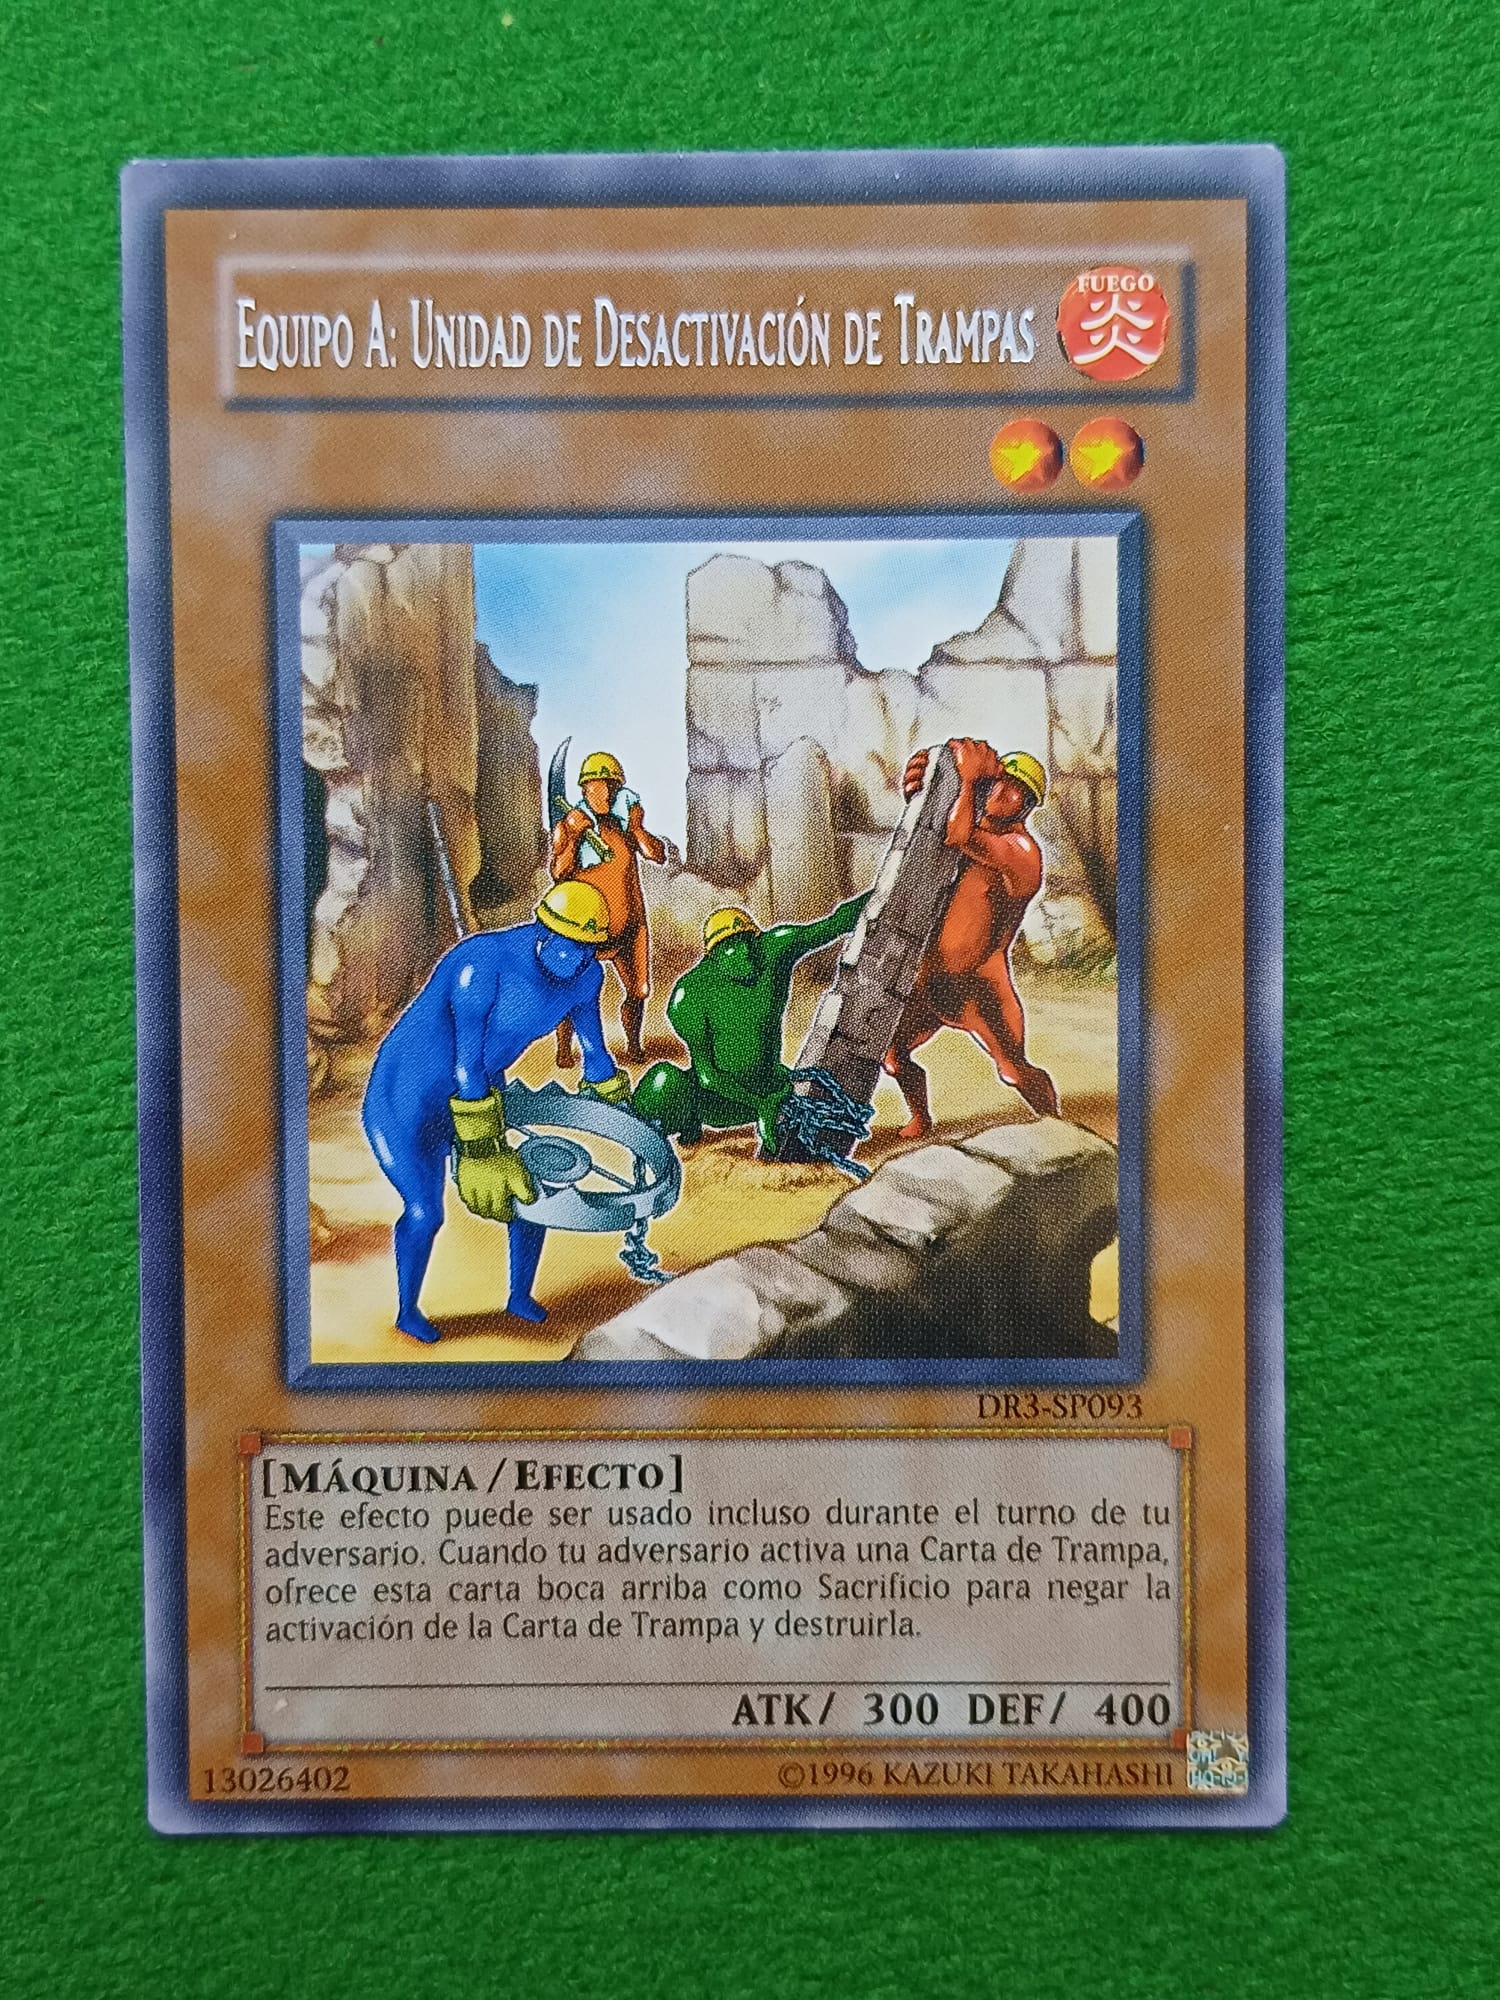 Equipo A: Unidad de Desactivación de Trampas
FUEGO
炎
DR3-SP093
[Máquina / Efecto]
Este efecto puede ser usado incluso durante el turno de tu
adversario. Cuando tu adversario activa una Carta de Trampa,
ofrece esta carta boca arriba como Sacrificio para negar la
activación de la Carta de Trampa y destruirla.
ATK/ 300 DEF/ 400
13026402
©1996 KAZUKI TAKAHASHI